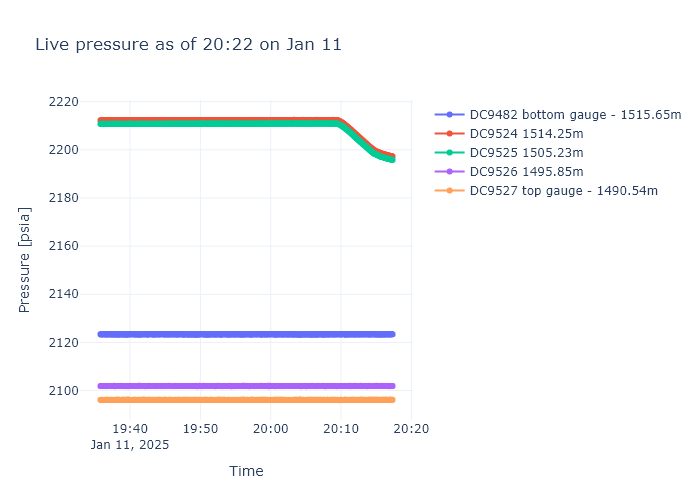 Live pressure as of 20:22 on Jan 11
2220
2200
2180
2160
2140
2120
2100
Pressure [psia]
19:40
Jan 11, 2025
19:50
20:00
20:10
20:20
Time
DC9482 bottom gauge - 1515.65m
DC9524 1514.25m
DC9525 1505.23m
DC9526 1495.85m
DC9527 top gauge - 1490.54m